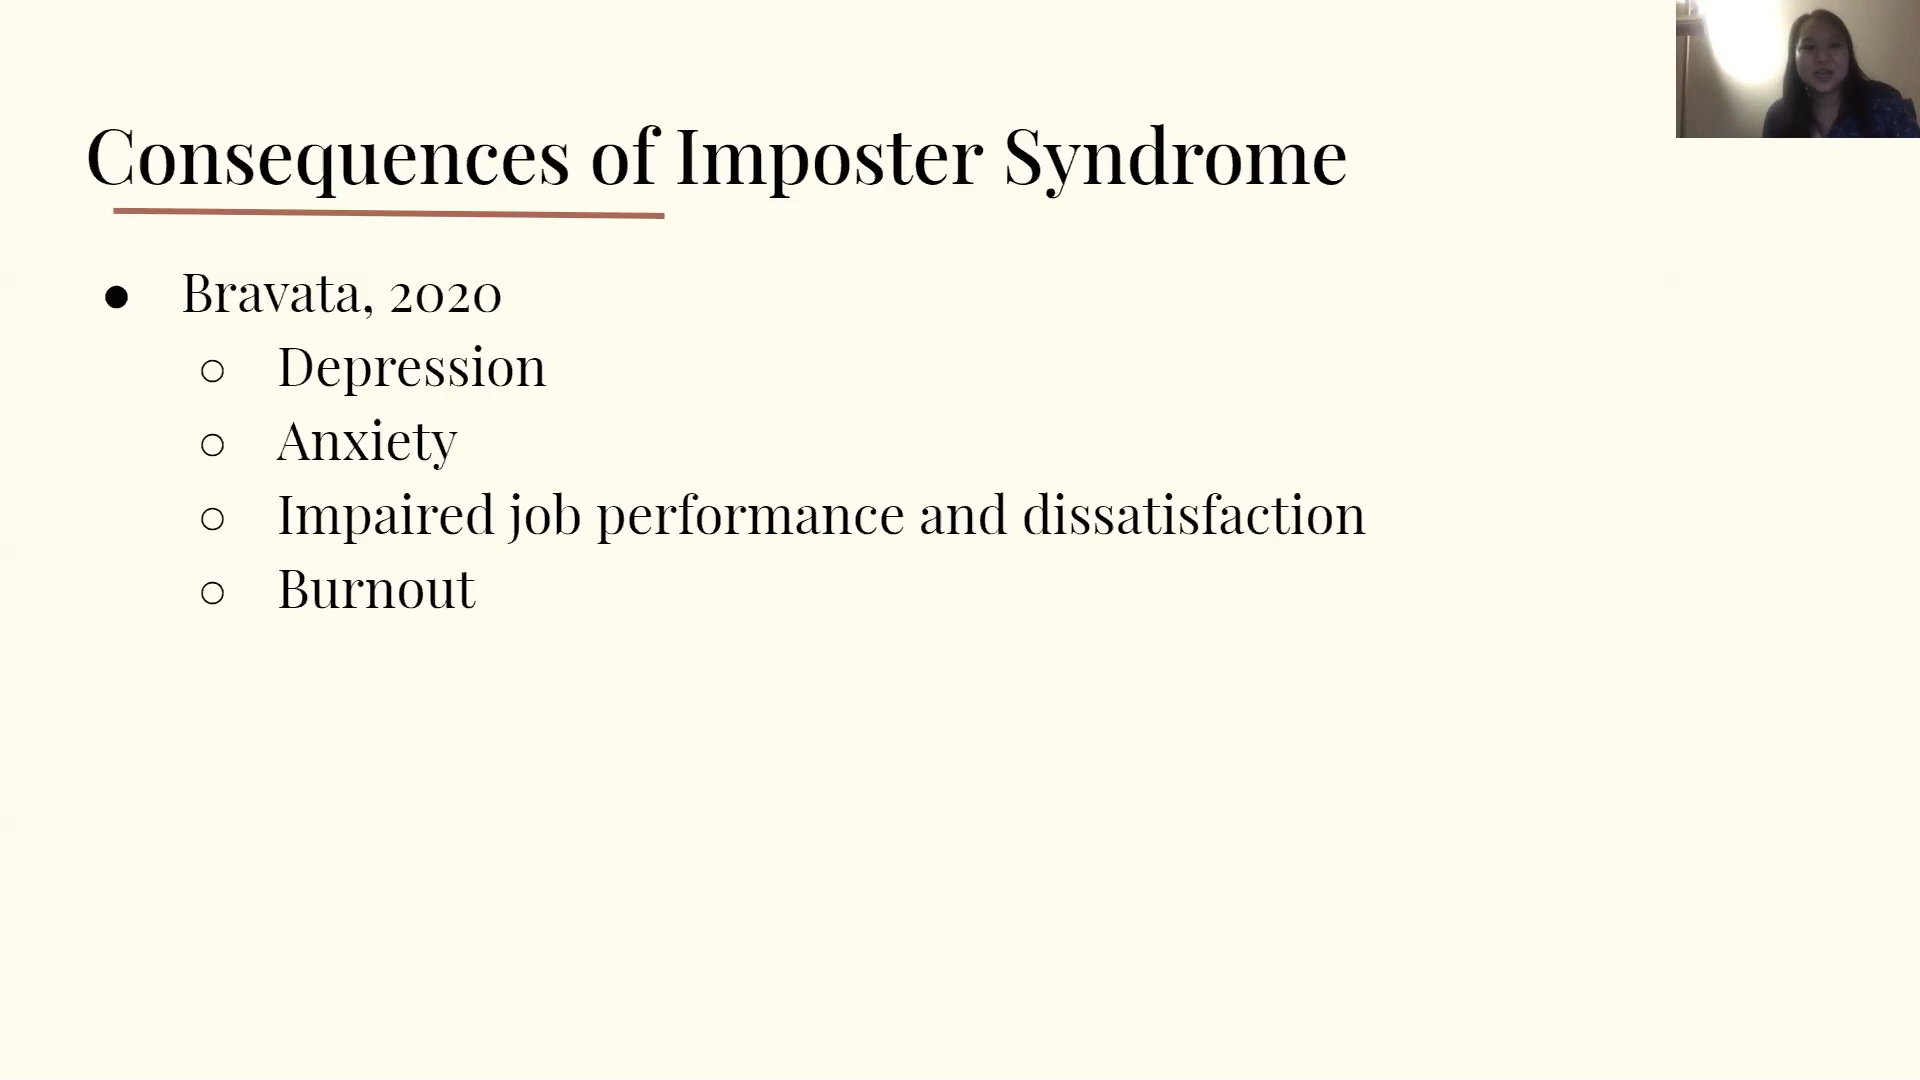 Consequences of Imposter Syndrome
● Bravata, 2020
○ Depression
○ Anxiety
○ Impaired job performance and dissatisfaction
○ Burnout